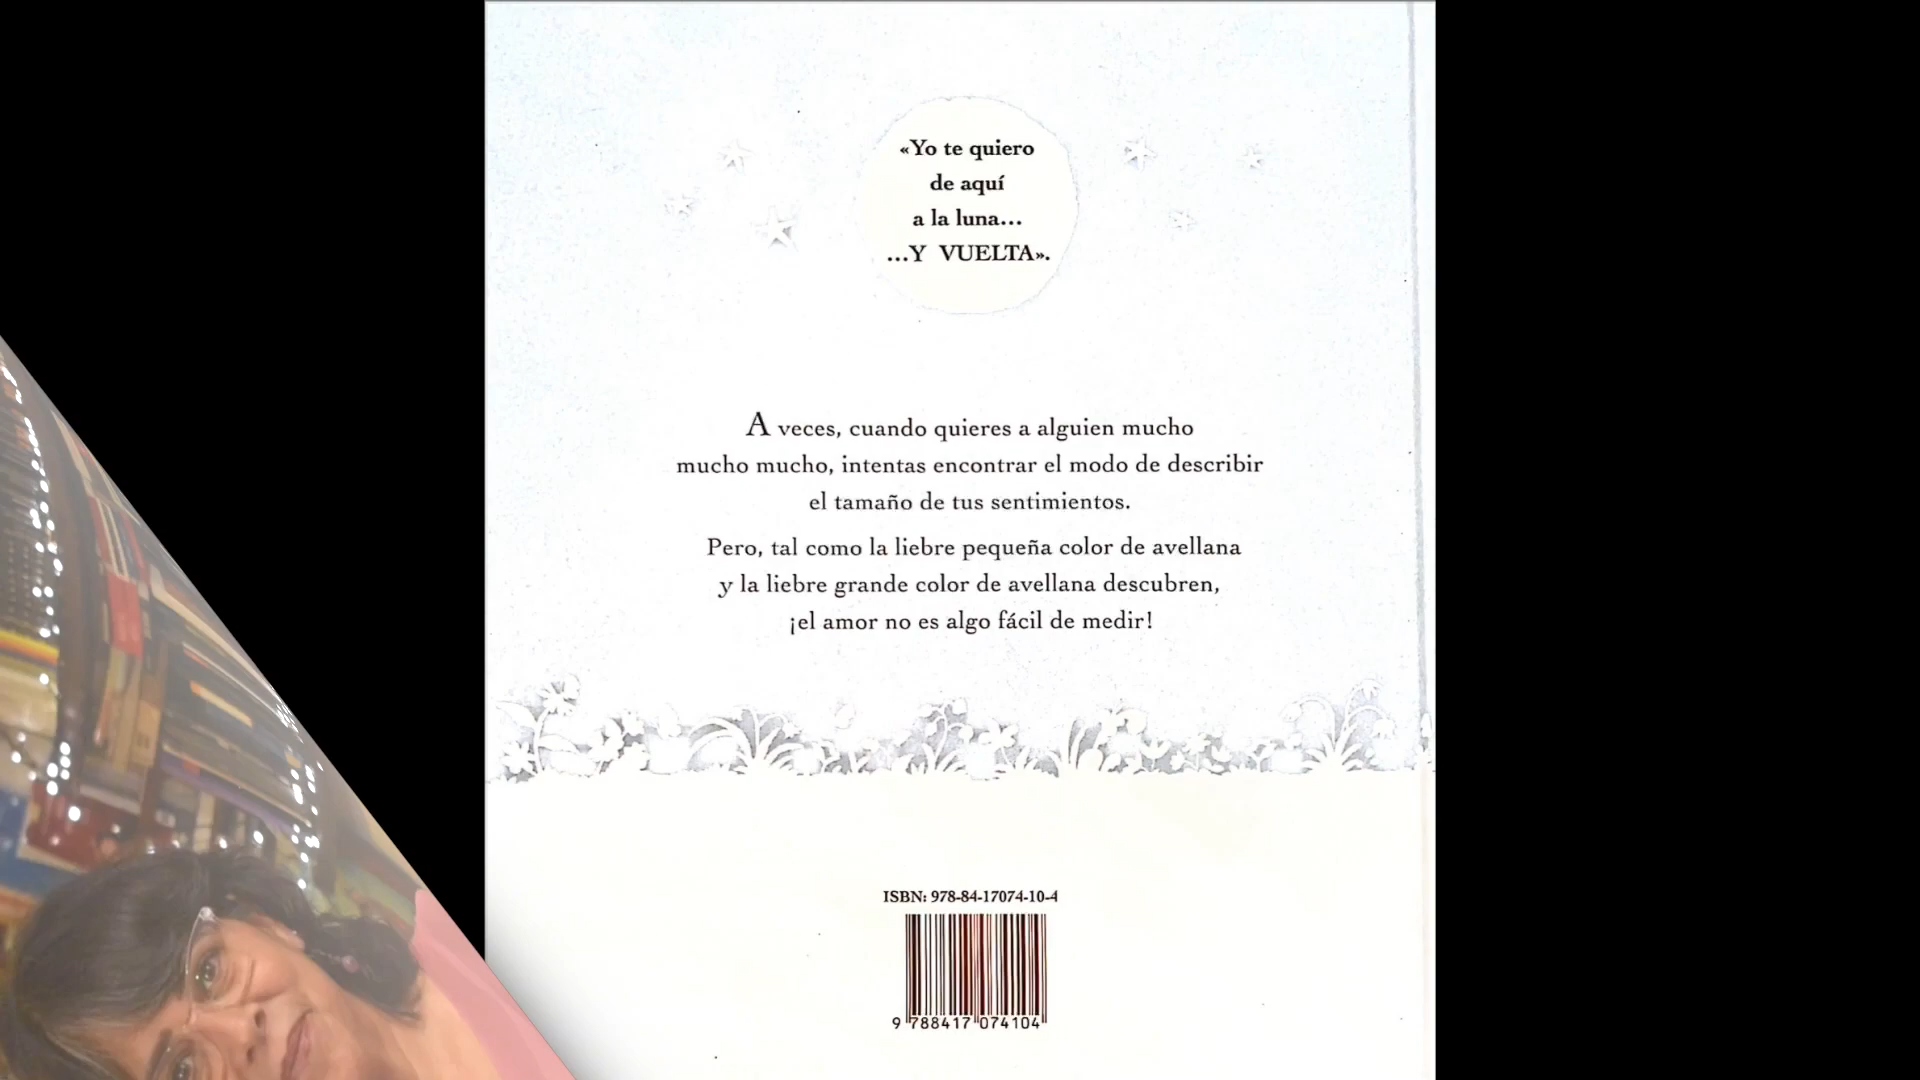 «Yo te quiero
de aquí
a la luna...
...Y VUELTA».
A veces, cuando quieres a alguien mucho
mucho mucho, intentas encontrar el modo de describir
el tamaño de tus sentimientos.
Pero, tal como la liebre pequeña color de avellana
y la liebre grande color de avellana descubren,
¡el amor no es algo fácil de medir!
ISBN: 978-84-17074-10-4
9 788417 074104